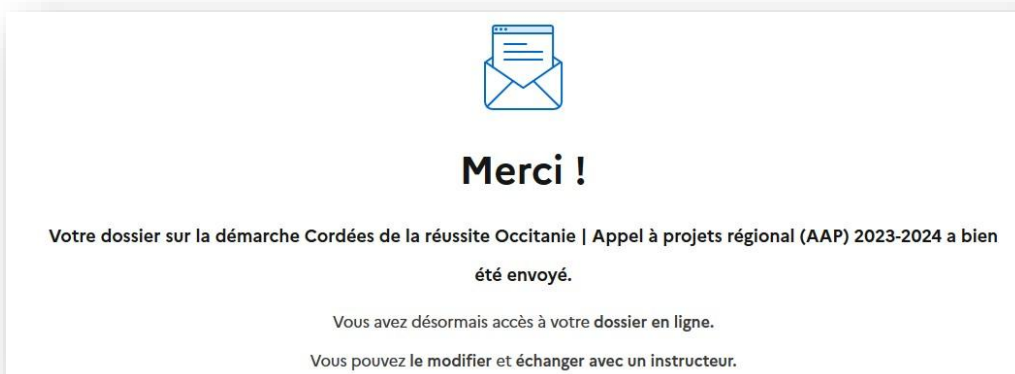 Merci !
Votre dossier sur la démarche Cordées de la réussite Occitanie | Appel à projets régional (AAP) 2023-2024 a bien
été envoyé.
Vous avez désormais accès à votre dossier en ligne.
Vous pouvez le modifier et échanger avec un instructeur.